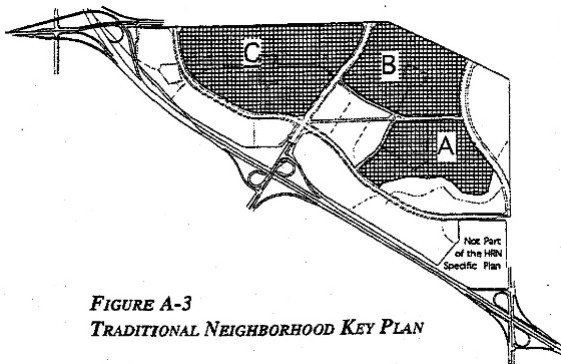 C
B
A
Not Part
of the HRN
Specific Plan
FIGURE A-3
TRADITIONAL NEIGHBORHOOD KEY PLAN